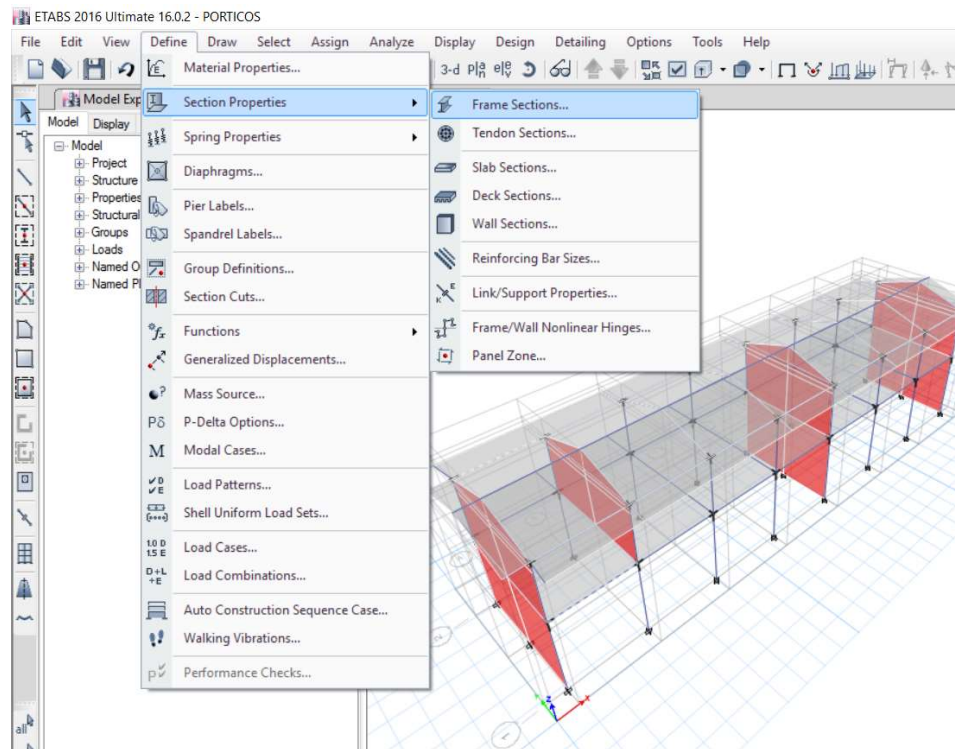 ETABS 2016 Ultimate 16.0.2 - PORTICOS
File Edit View Define Draw Select Assign Analyze Display Design Detailing Options Tools Help
3-d
Model Exp
Model Display
Model
Project
Structure
Properties
Structural
Groups
Loads
Named O
Named Pl
all
Material Properties...
Section Properties
Spring Properties
Diaphragms...
Pier Labels...
Spandrel Labels...
Group Definitions...
Section Cuts...
Functions
Generalized Displacements...
Mass Source...
Pδ P-Delta Options...
M Modal Cases...
Load Patterns...
Shell Uniform Load Sets...
Load Cases...
Load Combinations...
Auto Construction Sequence Case...
Walking Vibrations...
Performance Checks...
Frame Sections...
Tendon Sections...
Slab Sections...
Deck Sections...
Wall Sections...
Reinforcing Bar Sizes...
Link/Support Properties...
Frame/Wall Nonlinear Hinges...
Panel Zone...
Z
X